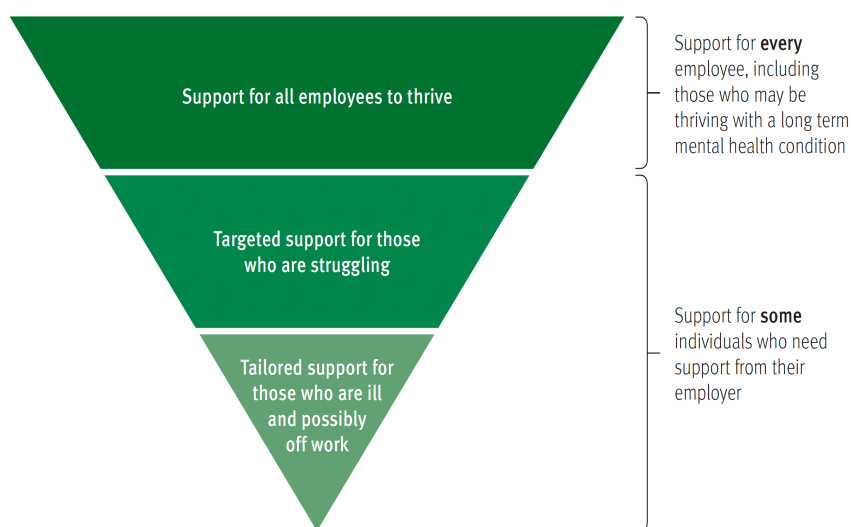 Support for all employees to thrive
Support for every
employee, including
those who may be
thriving with a long term
mental health condition
Targeted support for those
who are struggling
Tailored support for
those who are ill
and possibly
off work
Support for some
individuals who need
support from their
employer